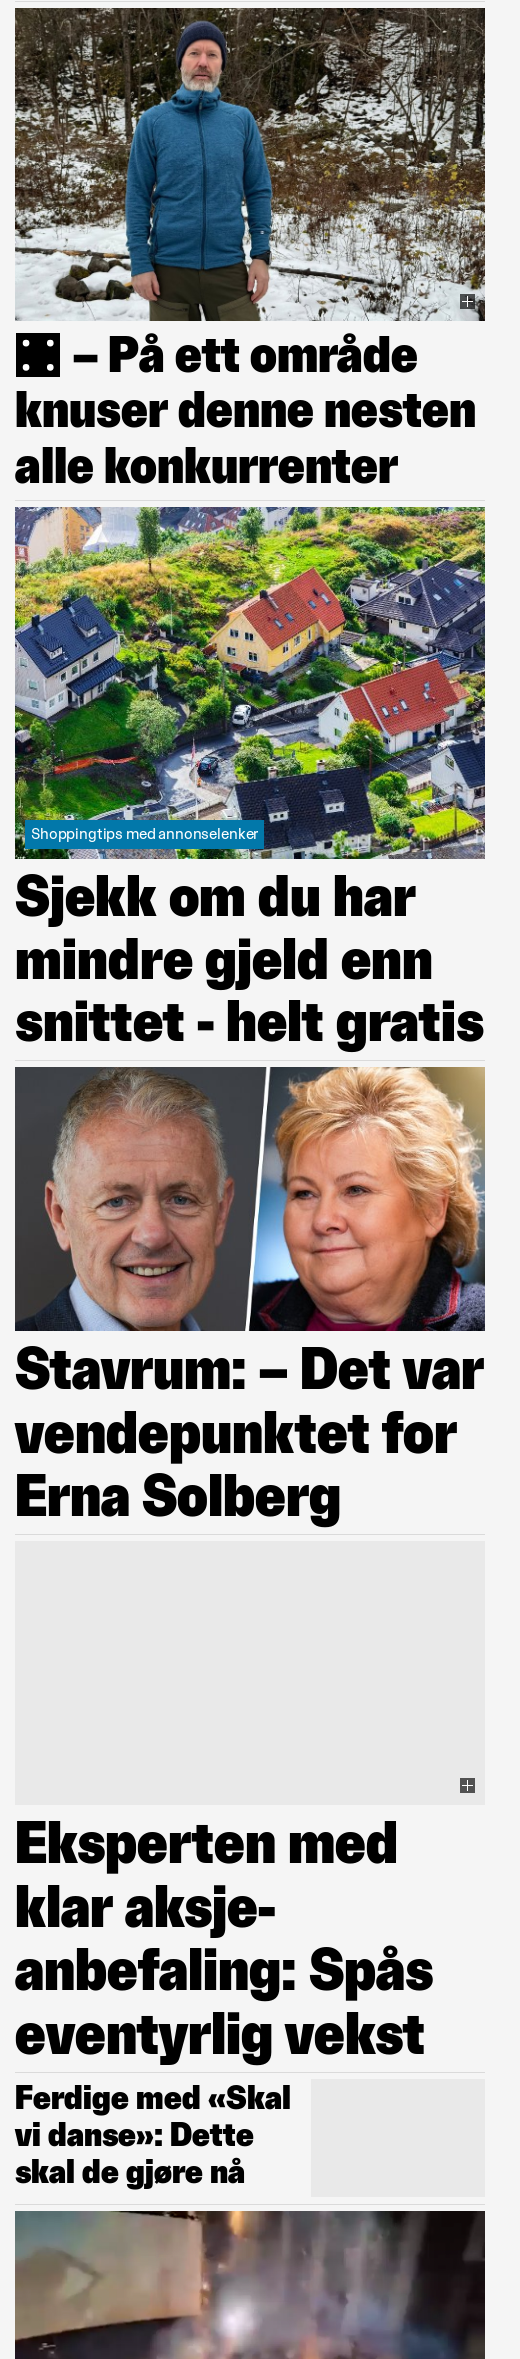 – På ett område
knuser denne nesten
alle konkurrenter
Shoppingtips med annonselenker
Sjekk om du har
mindre gjeld enn
snittet - helt gratis
Stavrum: – Det var
vendepunktet for
Erna Solberg
Eksperten med
klar aksje-
anbefaling: Spås
eventyrlig vekst
Ferdige med «Skal
vi danse»: Dette
skal de gjøre nå